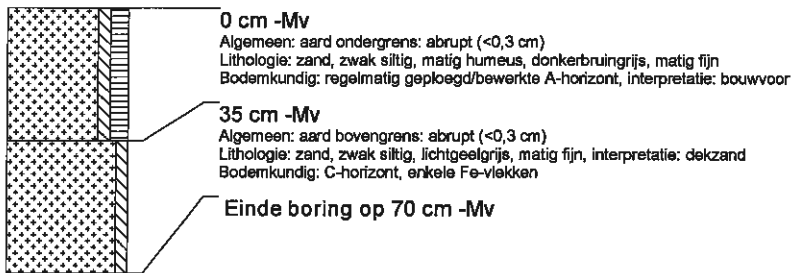 0 cm -Mv
Algemeen: aard ondergrens: abrupt (<0,3 cm)
Lithologie: zand, zwak siltig, matig humeus, donkerbruingrijs, matig fijn
Bodemkundig: regelmatig geploegd/bewerkte A-horizont, interpretatie: bouwvoor
35 cm -Mv
Algemeen: aard bovengrens: abrupt (<0,3 cm)
Lithologie: zand, zwak siltig, lichtgeelgrijs, matig fijn, interpretatie: dekzand
Bodemkundig: C-horizont, enkele Fe-vlekken
Einde boring op 70 cm -Mv